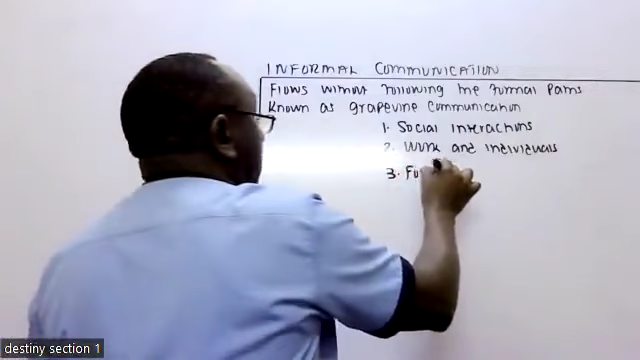 INFORMAL COMMUNICATION
Flows without following the formal paths
Known as grapevine communication
1. Social interactions
2. Work and individuals
3. Fu
destiny section 1